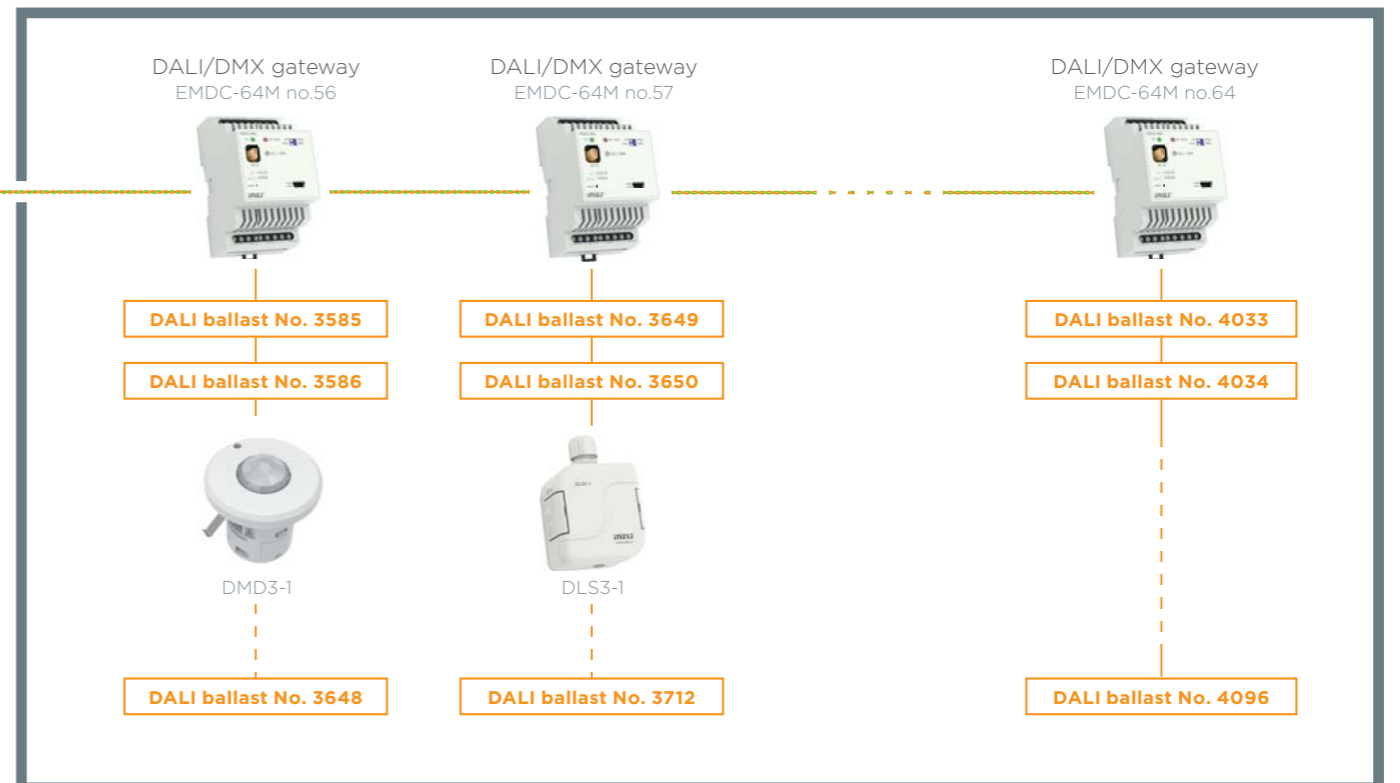 DALI/DMX gateway
EMDC-64M no.56
DALI/DMX gateway
EMDC-64M no.57
DALI/DMX gateway
EMDC-64M no.64
DALI ballast No. 3585
DALI ballast No. 3649
DALI ballast No. 4033
DALI ballast No. 3586
DALI ballast No. 3650
DALI ballast No. 4034
DMD3-1
DLS3-1
DALI ballast No. 3648
DALI ballast No. 3712
DALI ballast No. 4096